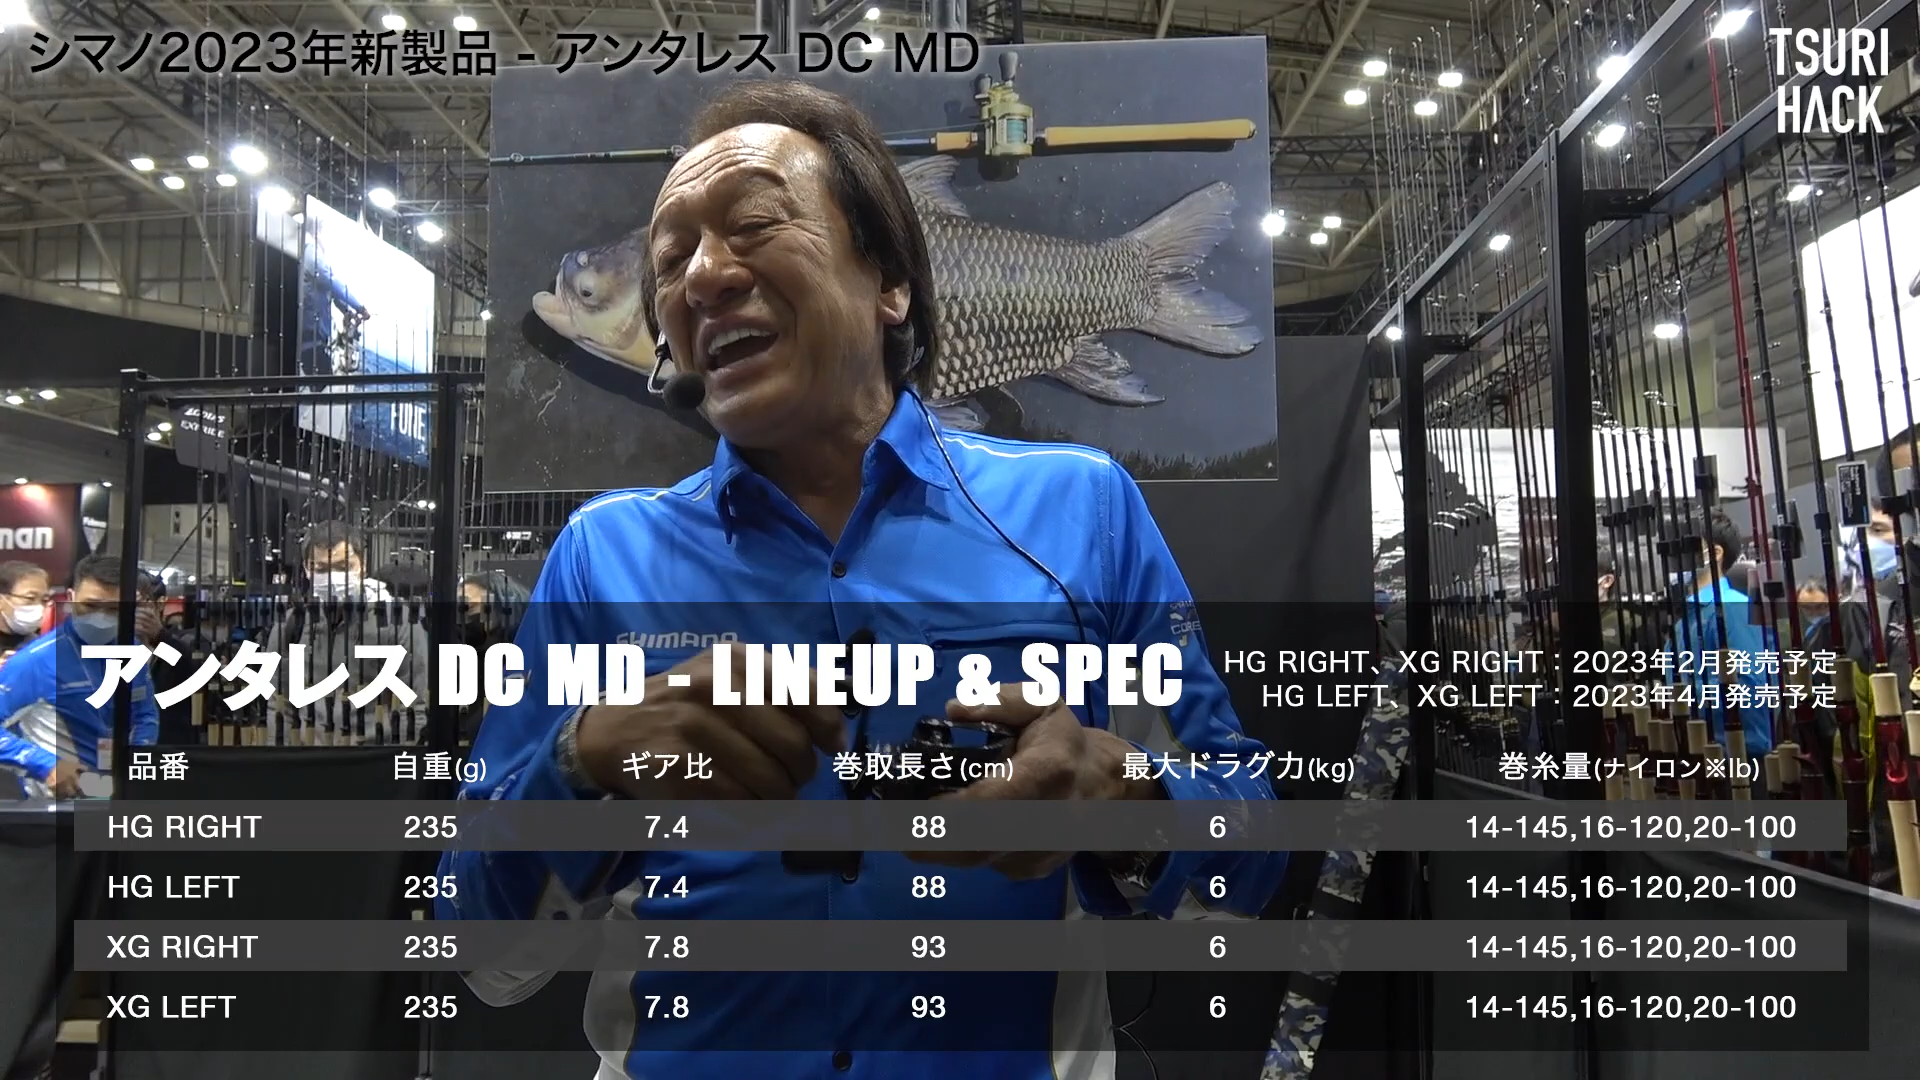 シマノ2023年新製品 - アンタレス DC MD
TSURI
HACK
FUNE
nan
SHIMANO
CORE
アンタレス DC MD - LINEUP & SPEC
HG RIGHT、XG RIGHT：2023年2月発売予定
HG LEFT、XG LEFT：2023年4月発売予定
品番 自重(g) ギア比 巻取長さ(cm) 最大ドラグ力(kg) 巻糸量(ナイロン※lb)
HG RIGHT 235 7.4 88 6 14-145,16-120,20-100
HG LEFT 235 7.4 88 6 14-145,16-120,20-100
XG RIGHT 235 7.8 93 6 14-145,16-120,20-100
XG LEFT 235 7.8 93 6 14-145,16-120,20-100